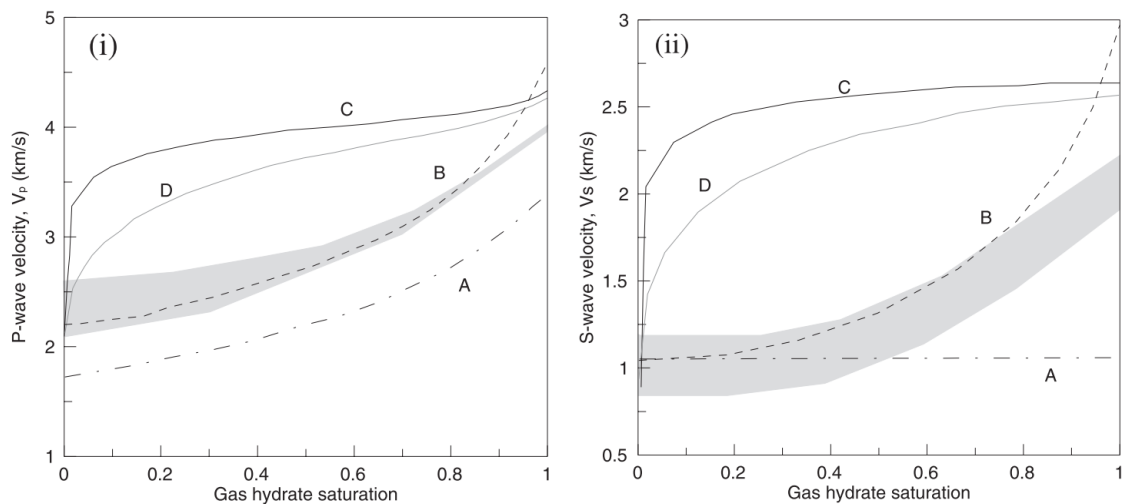 (i)
5
4
3
2
1
P-wave velocity, Vp (km/s)
C
D
B
A
0
0.2
0.4
0.6
0.8
1
Gas hydrate saturation
(ii)
3
2.5
2
1.5
1
0.5
S-wave velocity, Vs (km/s)
C
D
B
A
0
0.2
0.4
0.6
0.8
1
Gas hydrate saturation